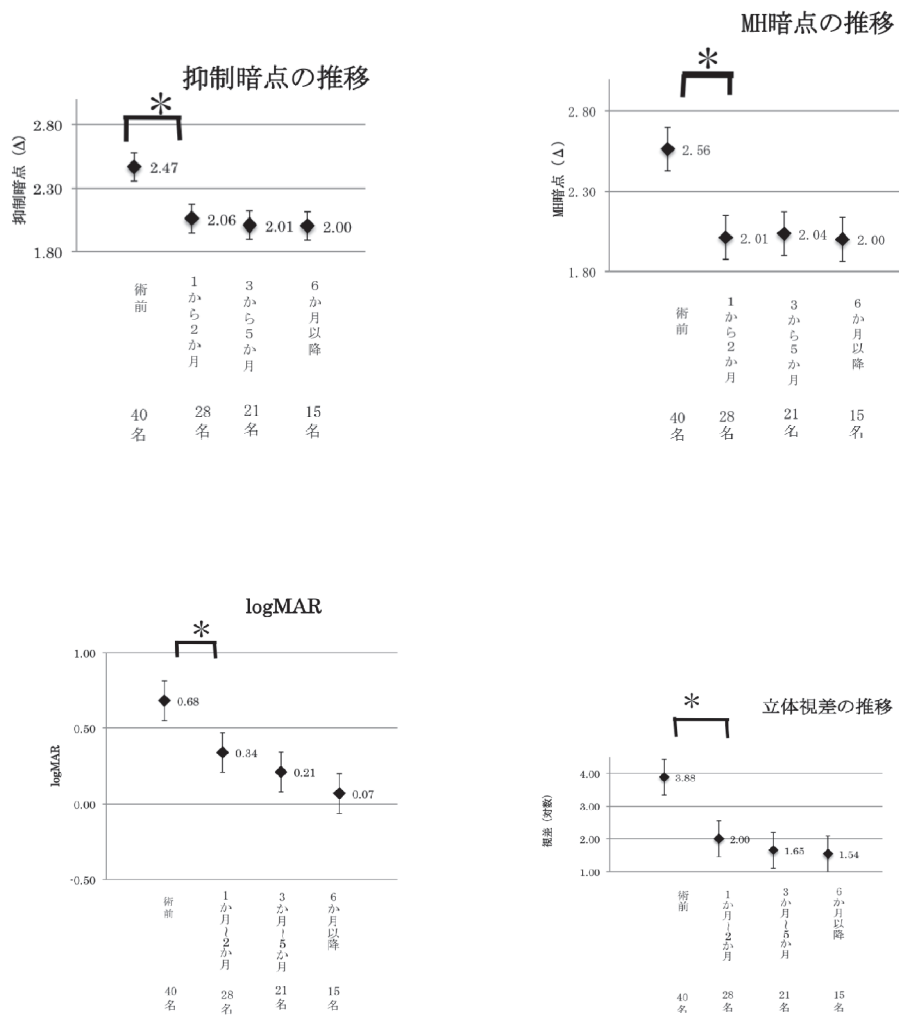 抑制暗点の推移
*
抑制暗点（Δ）
2.80
2.30
1.80
2.47
2.06
2.01
2.00
術前
1から2か月
3から5か月
6か月以降
40名
28名
21名
15名
MH暗点の推移
*
MH暗点（Δ）
2.80
2.30
1.80
2.56
2.01
2.04
2.00
術前
1から2か月
3から5か月
6か月以降
40名
28名
21名
15名
logMAR
*
logMAR
1.00
0.50
0.00
-0.50
0.68
0.34
0.21
0.07
術前
1か月~2か月
3か月~5か月
6か月以降
40名
28名
21名
15名
立体視差の推移
*
視差（対数）
4.00
3.00
2.00
1.00
3.88
2.00
1.65
1.54
術前
1か月~2か月
3か月~5か月
6か月以降
40名
28名
21名
15名